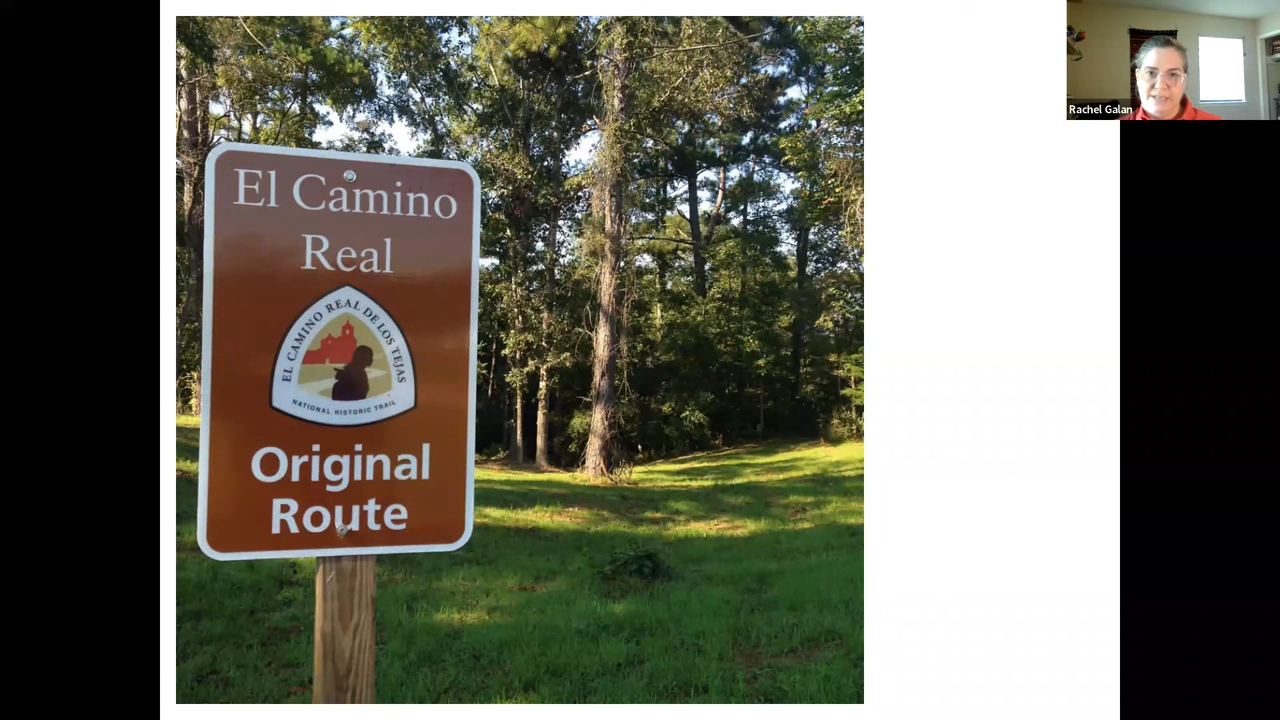 El Camino
Real
EL CAMINO REAL DE LOS TEJAS
NATIONAL HISTORIC TRAIL
Original
Route
Rachel Galan